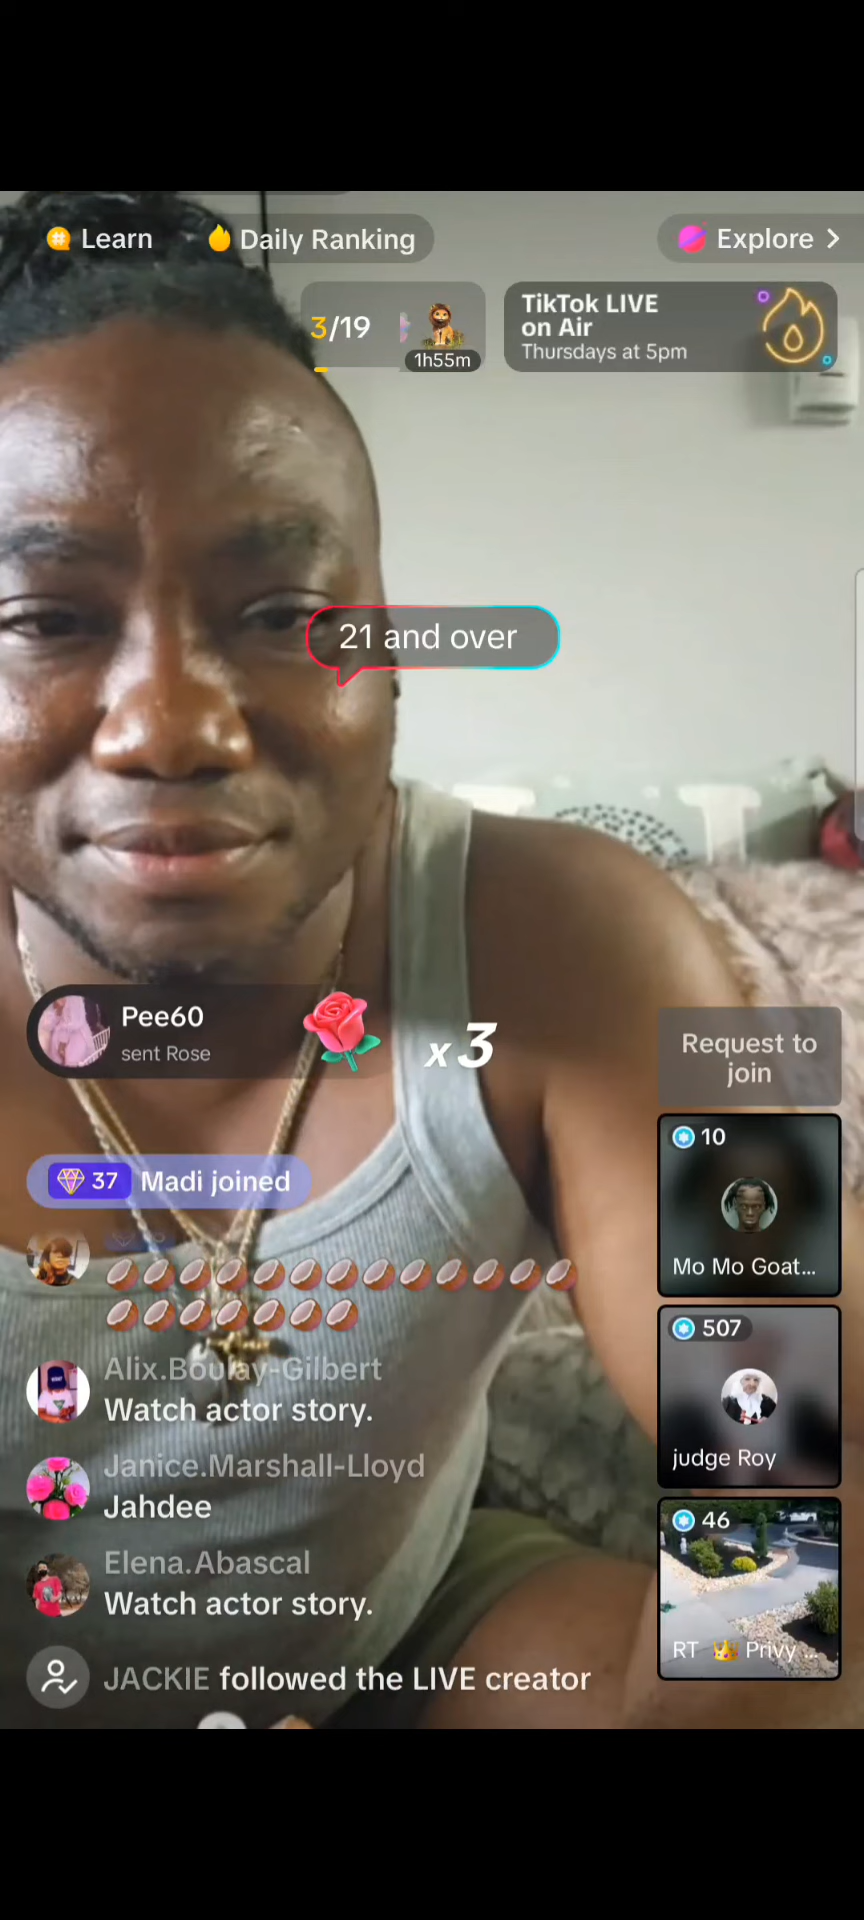 Learn
Daily Ranking
Explore >
3/19
1h55m
TikTok LIVE
on Air
Thursdays at 5pm
21 and over
Pee60
sent Rose
x3
Request to
join
10
Mo Mo Goat...
37 Madi joined
507
judge Roy
Alix.Boulay-Gilbert
Watch actor story.
Janice.Marshall-Lloyd
Jahdee
46
RT 👑 Privy ...
Elena.Abascal
Watch actor story.
JACKIE followed the LIVE creator